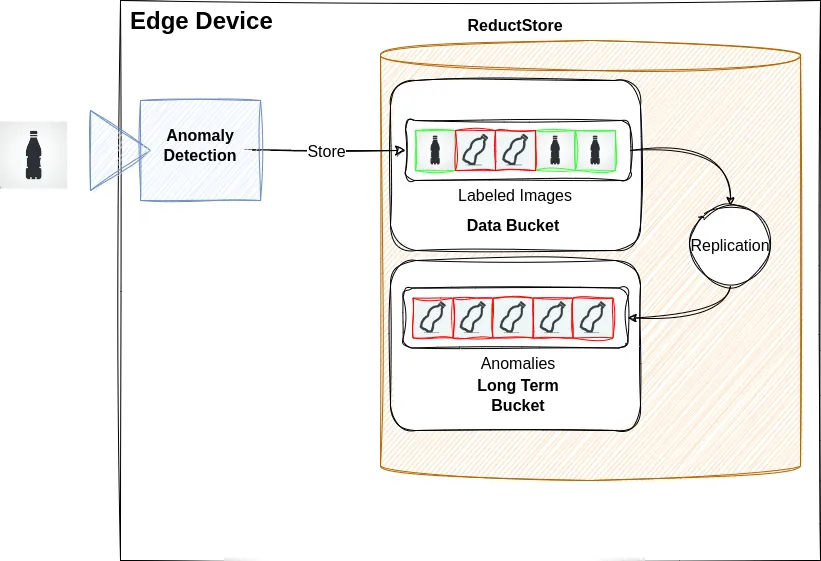 Edge Device
ReductStore
Anomaly
Detection
Store
Labeled Images
Data Bucket
Replication
Anomalies
Long Term
Bucket